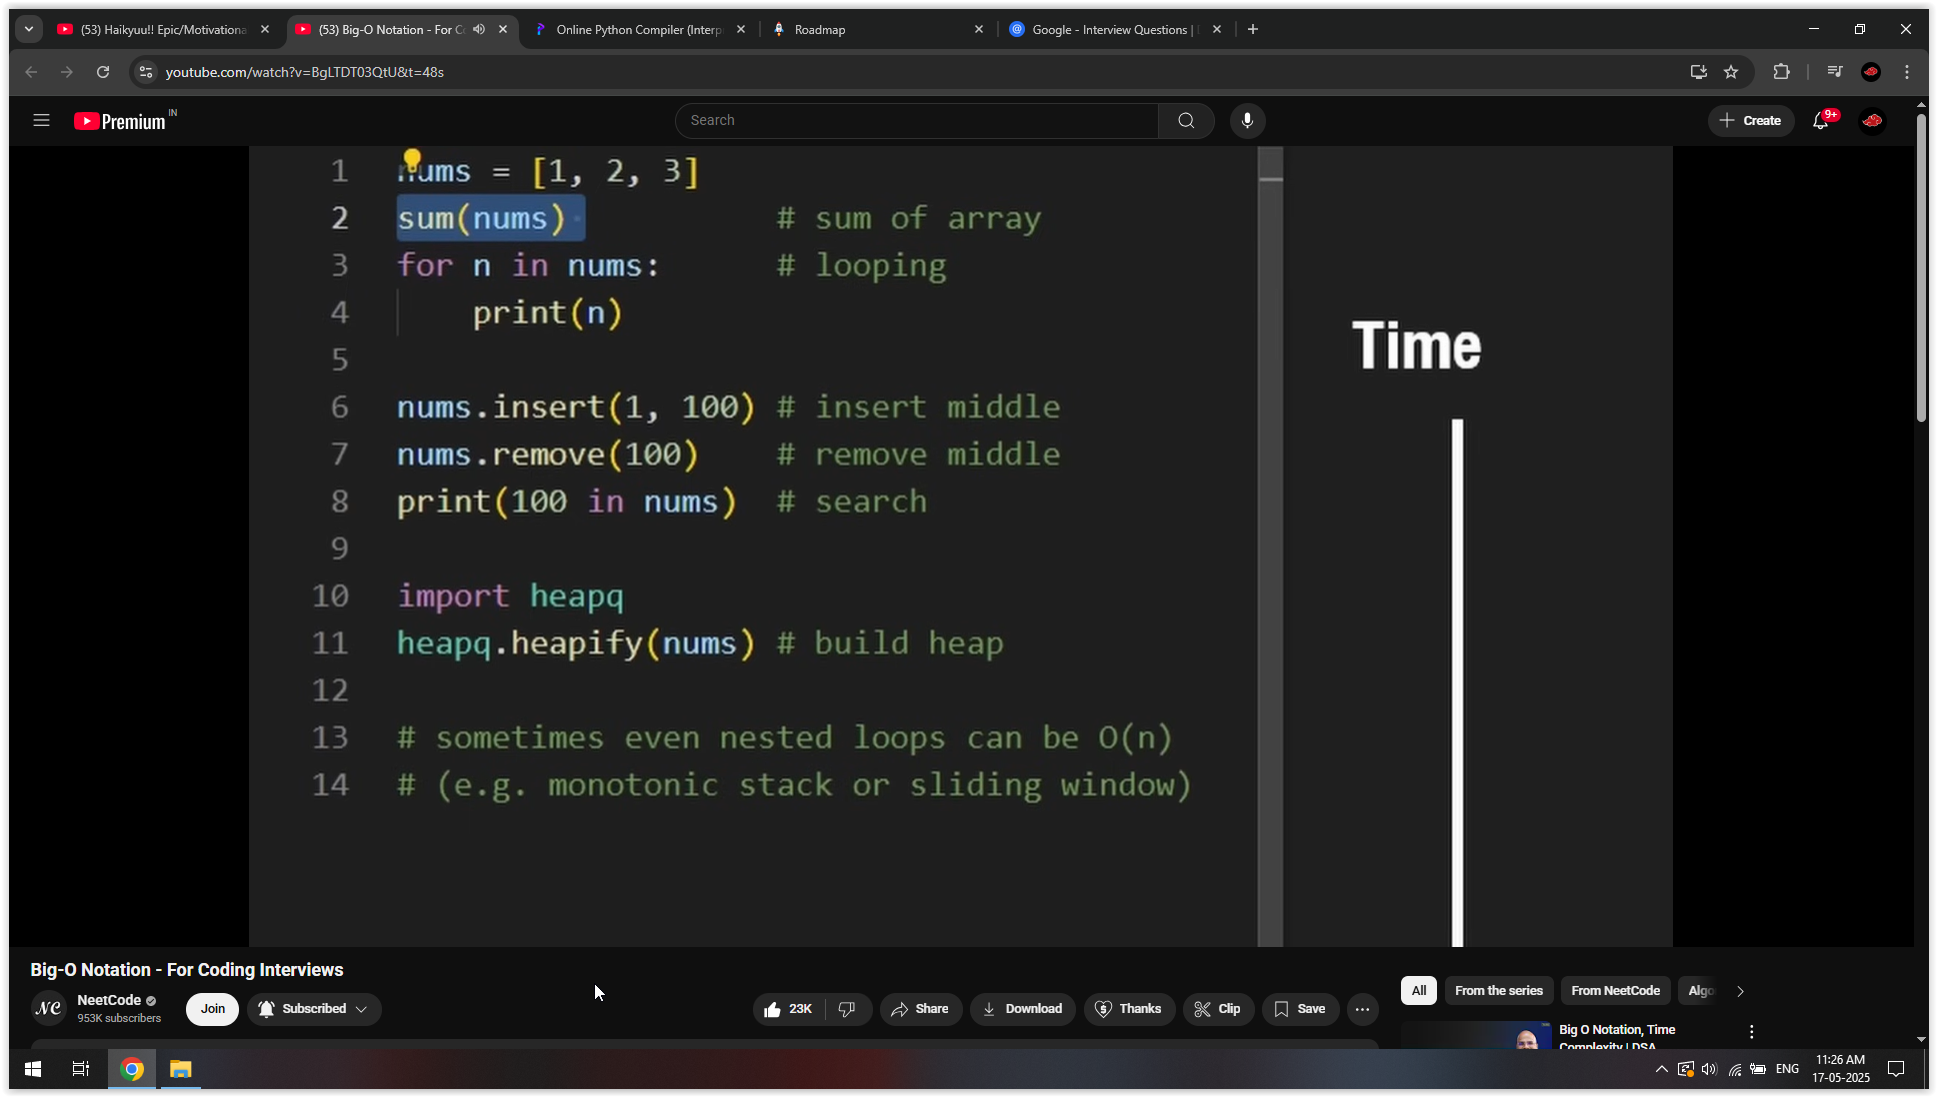 (53) Haikyuu!! Epic/Motivationa
(53) Big-O Notation - For Co
Online Python Compiler (Interp
Roadmap
Google - Interview Questions |
youtube.com/watch?v=BgLTDT03QtU&t=48s
Premium IN
Search
Create
9+
1 nums = [1, 2, 3]
2 sum(nums) # sum of array
3 for n in nums: # looping
4 print(n)
5
6 nums.insert(1, 100) # insert middle
7 nums.remove(100) # remove middle
8 print(100 in nums) # search
9
10 import heapq
11 heapq.heapify(nums) # build heap
12
13 # sometimes even nested loops can be O(n)
14 # (e.g. monotonic stack or sliding window)
Time
Big-O Notation - For Coding Interviews
NC
NeetCode
953K subscribers
Join
Subscribed
23K
Share
Download
Thanks
Clip
Save
All
From the series
From NeetCode
Algo
Big O Notation, Time
Complexity | DSA
ENG
11:26 AM
17-05-2025